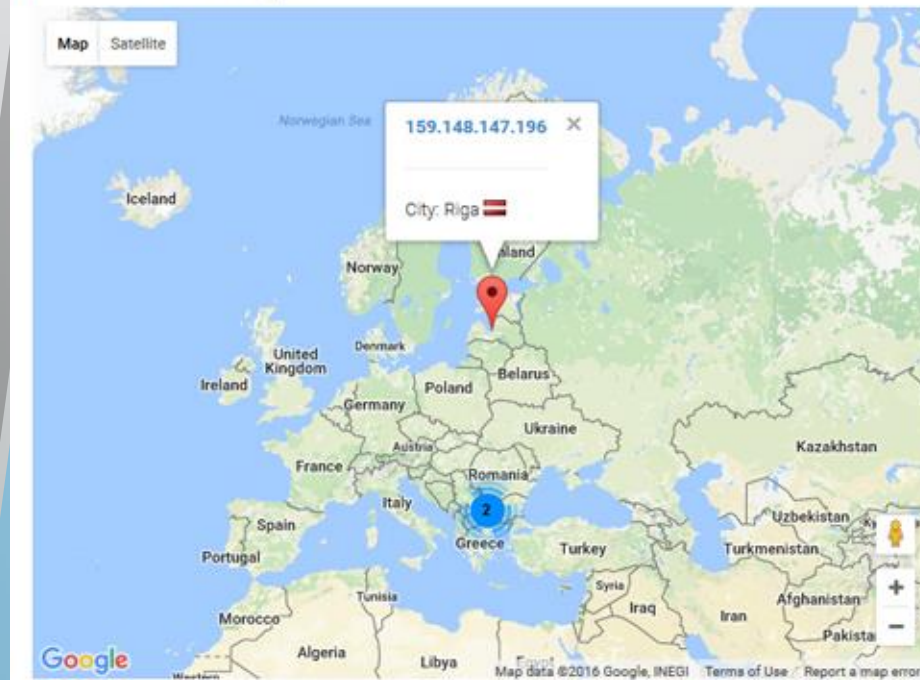 Map Satellite
Norwegian Sea
159.148.147.196 ×
City: Riga
Iceland
Norway
United
Kingdom
Denmark
Ireland
Poland
Belarus
Germany
Ukraine
Austria
Kazakhstan
France
Romania
Italy
2
Uzbekistan
Spain
Greece
Turkey
Turkmenistan
Portugal
Tunisia
Syria
Afghanistan
+
Iraq
Iran
Morocco
−
Algeria
Libya
Google
Map data ©2016 Google, INEGI Terms of Use Report a map error